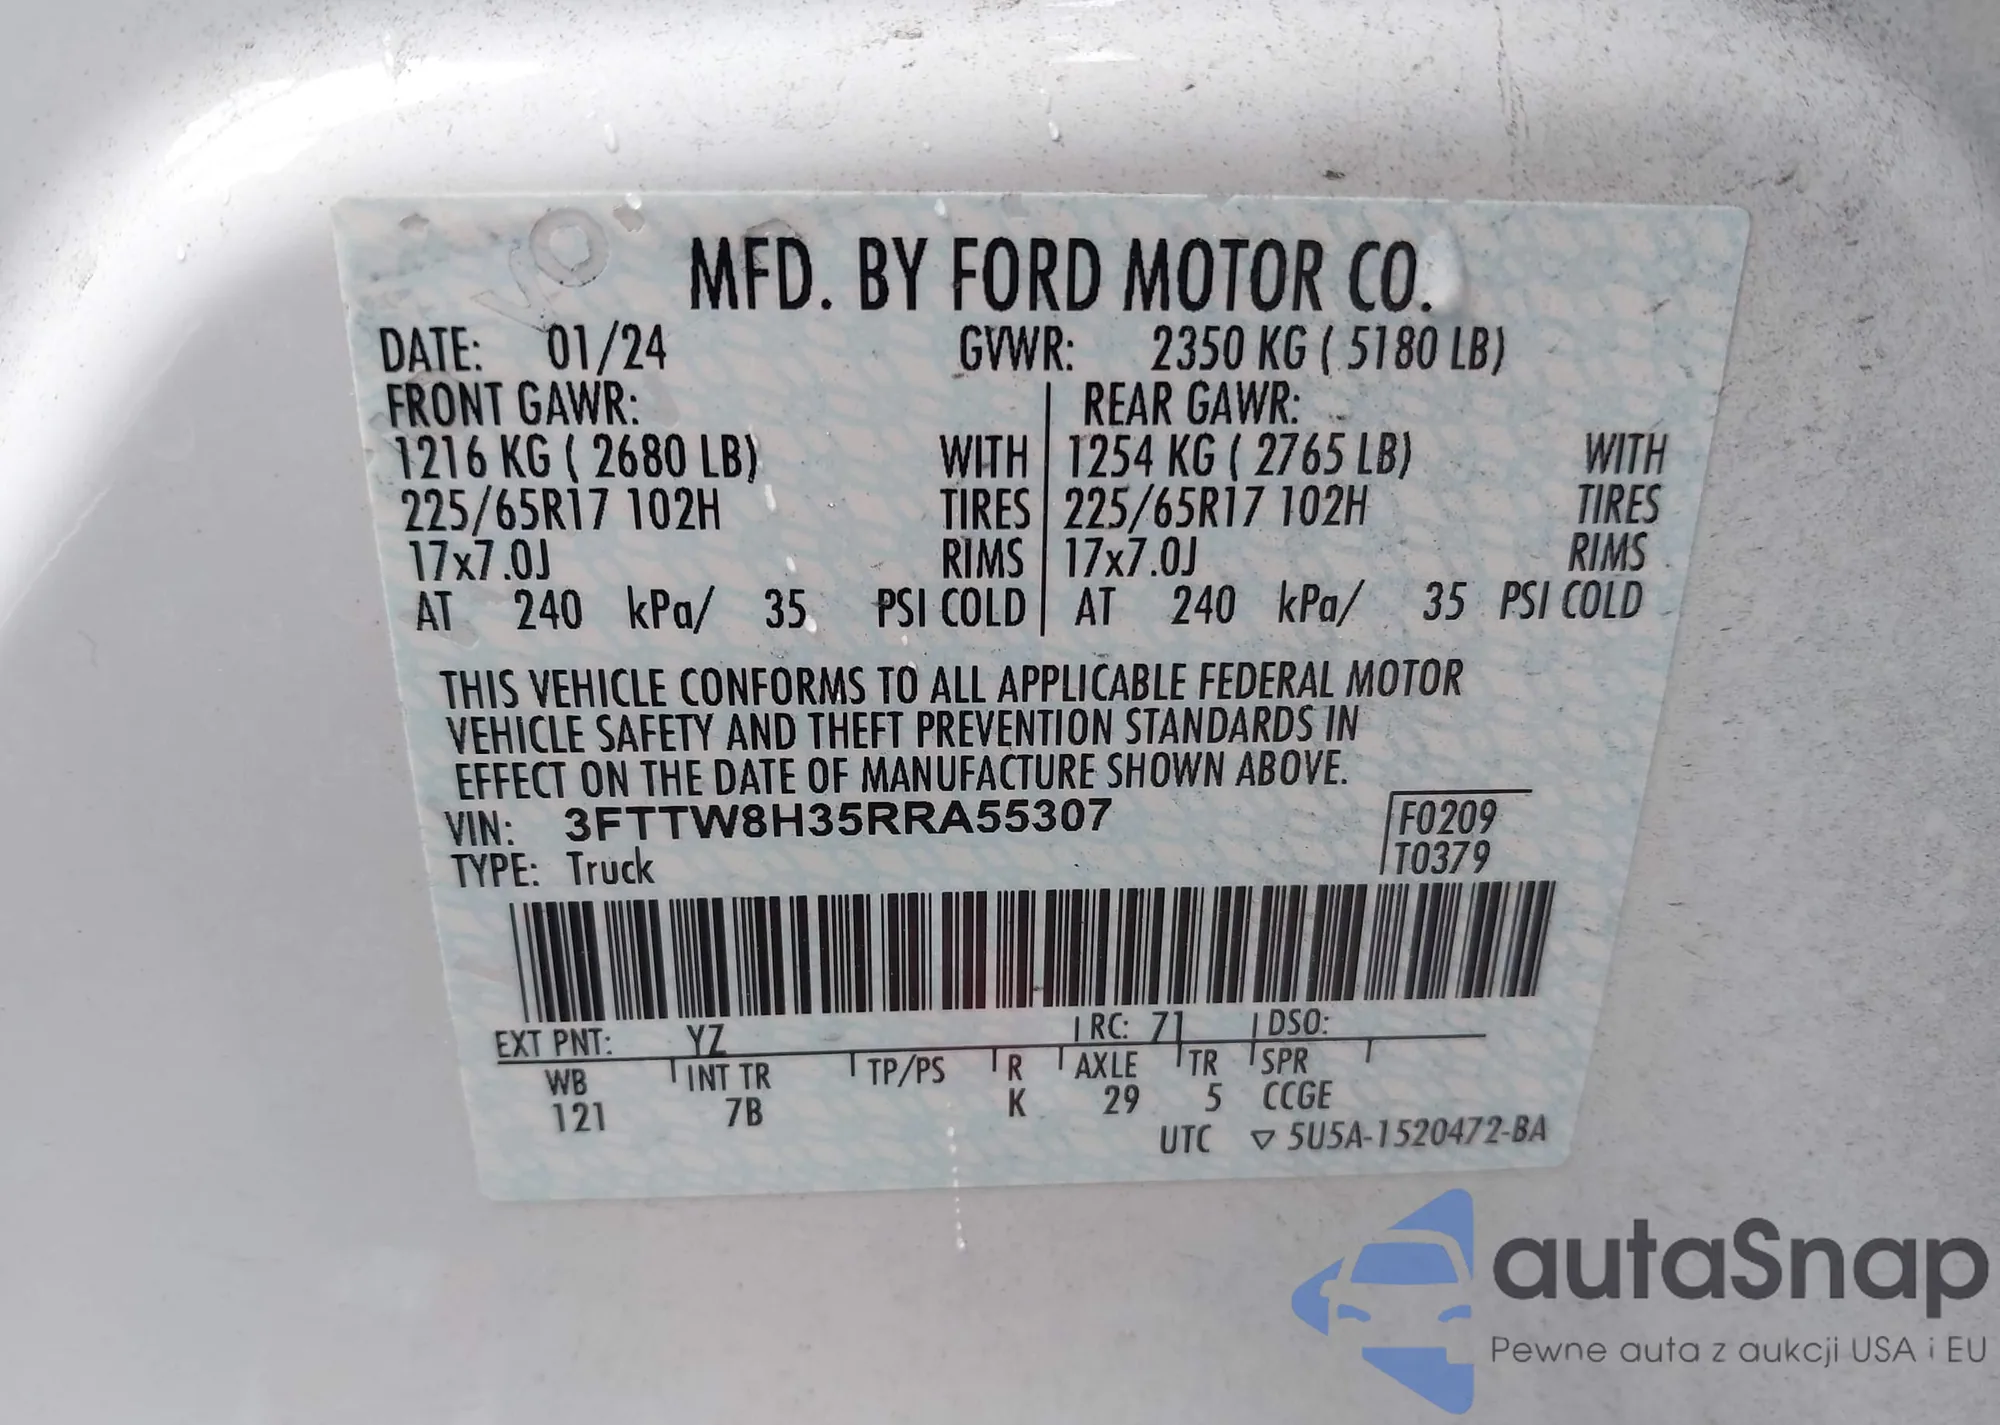 MFD. BY FORD MOTOR CO.
DATE: 01/24 GVWR: 2350 KG ( 5180 LB)
FRONT GAWR: REAR GAWR:
1216 KG ( 2680 LB) WITH 1254 KG ( 2765 LB) WITH
225/65R17 102H TIRES 225/65R17 102H TIRES
17x7.0J RIMS 17x7.0J RIMS
AT 240 kPa/ 35 PSI COLD AT 240 kPa/ 35 PSI COLD
THIS VEHICLE CONFORMS TO ALL APPLICABLE FEDERAL MOTOR
VEHICLE SAFETY AND THEFT PREVENTION STANDARDS IN
EFFECT ON THE DATE OF MANUFACTURE SHOWN ABOVE.
VIN: 3FTTW8H35RRA55307 F0209
TYPE: Truck T0379
EXT PNT: YZ RC: 71 DSO:
WB INT TR TP/PS R AXLE TR SPR
121 7B K 29 5 CCGE
UTC ▽ 5U5A-1520472-BA
autaSnap
Pewne auta z aukcji USA i EU